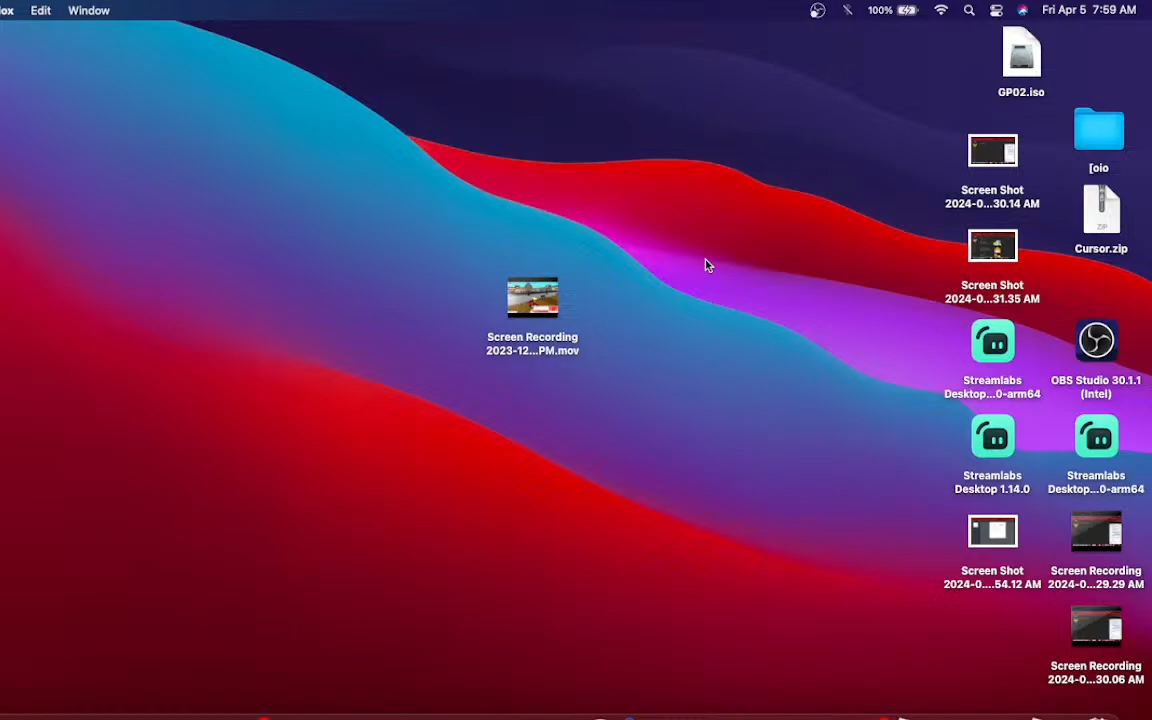 ox Edit Window 100% Fri Apr 5 7:59 AM
GP02.iso
[oio
Screen Shot
2024-0...30.14 AM
ZIP
Cursor.zip
Screen Shot
2024-0...31.35 AM
Screen Recording
2023-12...PM.mov
Streamlabs
Desktop...0-arm64
OBS Studio 30.1.1
(Intel)
Streamlabs
Desktop 1.14.0
Streamlabs
Desktop...0-arm64
Screen Shot
2024-0....54.12 AM
Screen Recording
2024-0...29.29 AM
Screen Recording
2024-0...30.06 AM